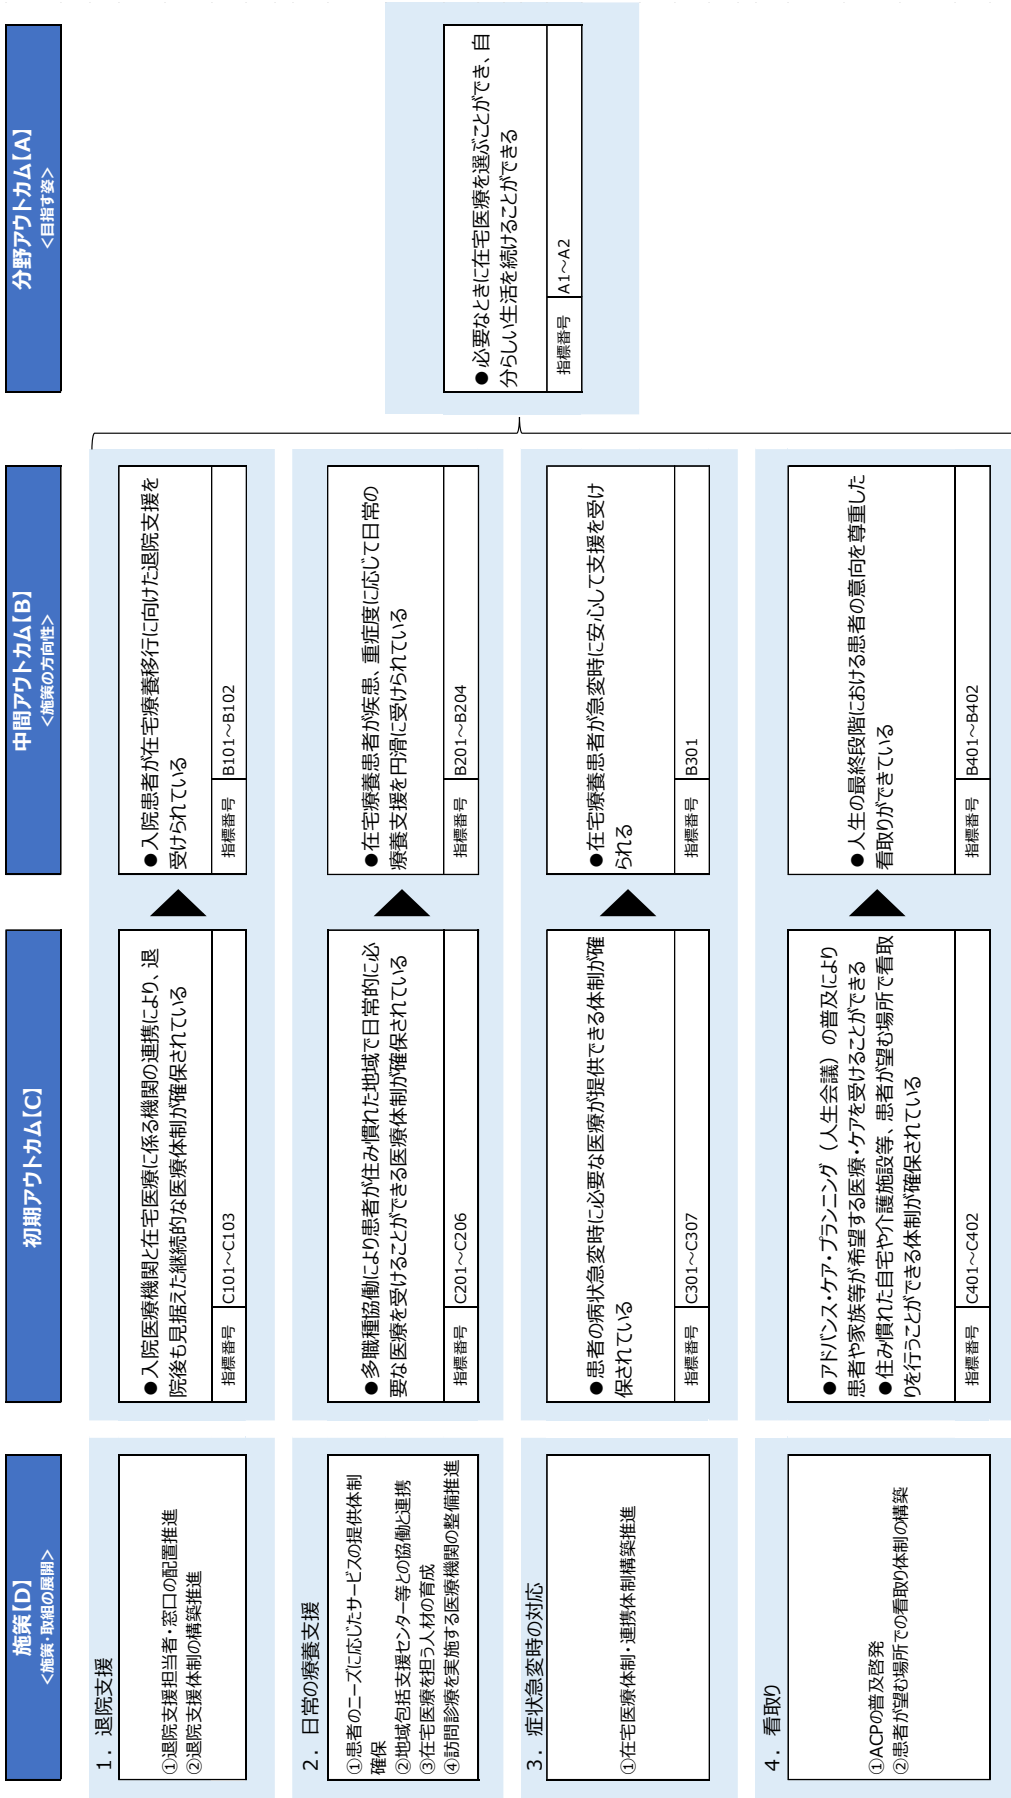 施策【D】
＜施策・取組の展開＞
初期アウトカム【C】
中間アウトカム【B】
＜施策の方向性＞
分野アウトカム【A】
＜目指す姿＞
1．退院支援
①退院支援担当者・窓口の配置推進
②退院支援体制の構築推進
●入院医療機関と在宅医療に係る機関の連携により、退
院後も見据えた継続的な医療体制が確保されている
指標番号 C101～C103
●入院患者が在宅療養移行に向けた退院支援を
受けられている
指標番号 B101～B102
2．日常の療養支援
①患者のニーズに応じたサービスの提供体制
確保
②地域包括支援センター等との協働と連携
③在宅医療を担う人材の育成
④訪問診療を実施する医療機関の整備推進
●多職種協働により患者が住み慣れた地域で日常的に必
要な医療を受けることができる医療体制が確保されている
指標番号 C201～C206
●在宅療養患者が疾患、重症度に応じて日常の
療養支援を円滑に受けられている
指標番号 B201～B204
3．症状急変時の対応
①在宅医療体制・連携体制構築推進
●患者の病状急変時に必要な医療が提供できる体制が確
保されている
指標番号 C301～C307
●在宅療養患者が急変時に安心して支援を受け
られる
指標番号 B301
4．看取り
①ACPの普及啓発
②患者が望む場所での看取り体制の構築
●アドバンス・ケア・プランニング（人生会議）の普及により
患者や家族等が希望する医療・ケアを受けることができる
●住み慣れた自宅や介護施設等、患者が望む場所で看取
りを行うことができる体制が確保されている
指標番号 C401～C402
●人生の最終段階における患者の意向を尊重した
看取りができている
指標番号 B401～B402
●必要なときに在宅医療を選ぶことができ、自
分らしい生活を続けることができる
指標番号 A1～A2